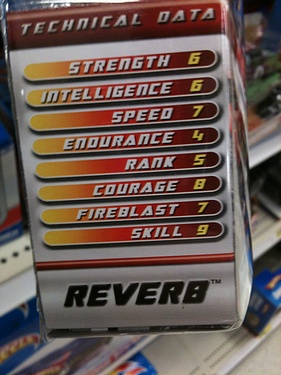 TECHNICAL DATA
STRENGTH 6
INTELLIGENCE 6
SPEED 7
ENDURANCE 4
RANK 5
COURAGE 8
FIREBLAST 7
SKILL 9
REVERB™